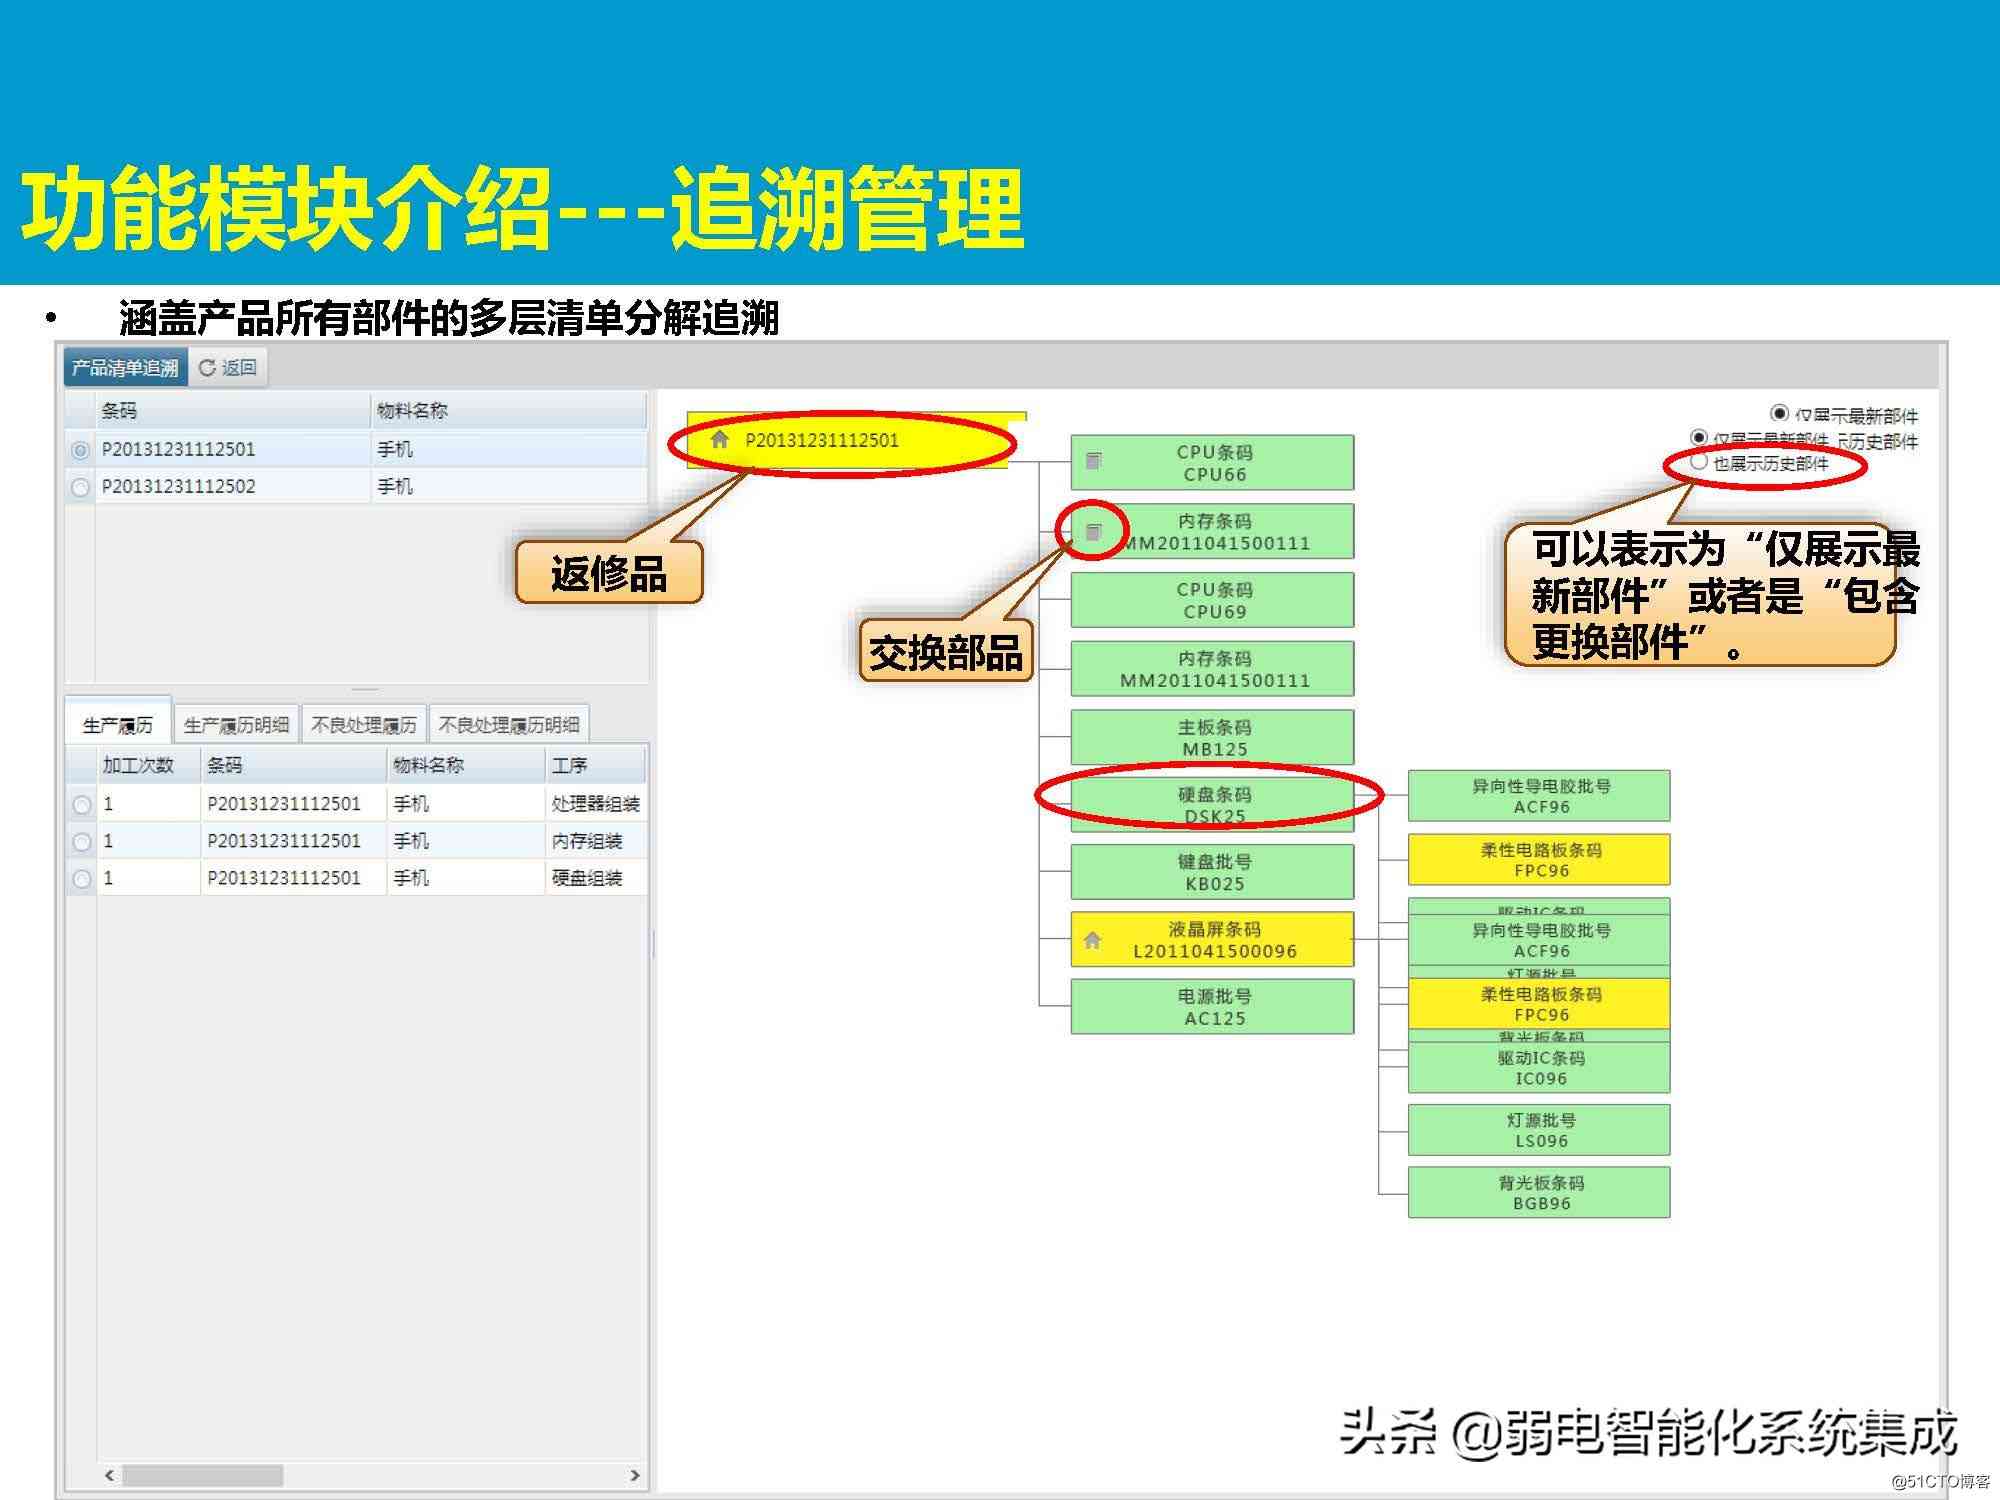 功能模块介绍---追溯管理
• 涵盖产品所有部件的多层清单分解追溯
产品清单追溯 返回
条码 物料名称
P20131231112501 手机
P20131231112502 手机
生产履历 生产履历明细 不良处理履历 不良处理履历明细
加工次数 条码 物料名称 工序
1 P20131231112501 手机 处理器组装
1 P20131231112501 手机 内存组装
1 P20131231112501 手机 硬盘组装
P20131231112501
返修品
交换部品
CPU条码
CPU66
内存条码
MM2011041500111
CPU条码
CPU69
内存条码
MM2011041500111
主板条码
MB125
硬盘条码
DSK25
键盘批号
KB025
液晶屏条码
L2011041500096
电源批号
AC125
异向性导电胶批号
ACF96
柔性电路板条码
FPC96
驱动IC条码
异向性导电胶批号
ACF96
灯源批号
柔性电路板条码
FPC96
背光板条码
驱动IC条码
IC096
灯源批号
LS096
背光板条码
BGB96
仅展示最新部件
仅展示最新部件 示历史部件
也展示历史部件
可以表示为“仅展示最
新部件”或者是“包含
更换部件”。
头条 @弱电智能化系统集成
@51CTO博客